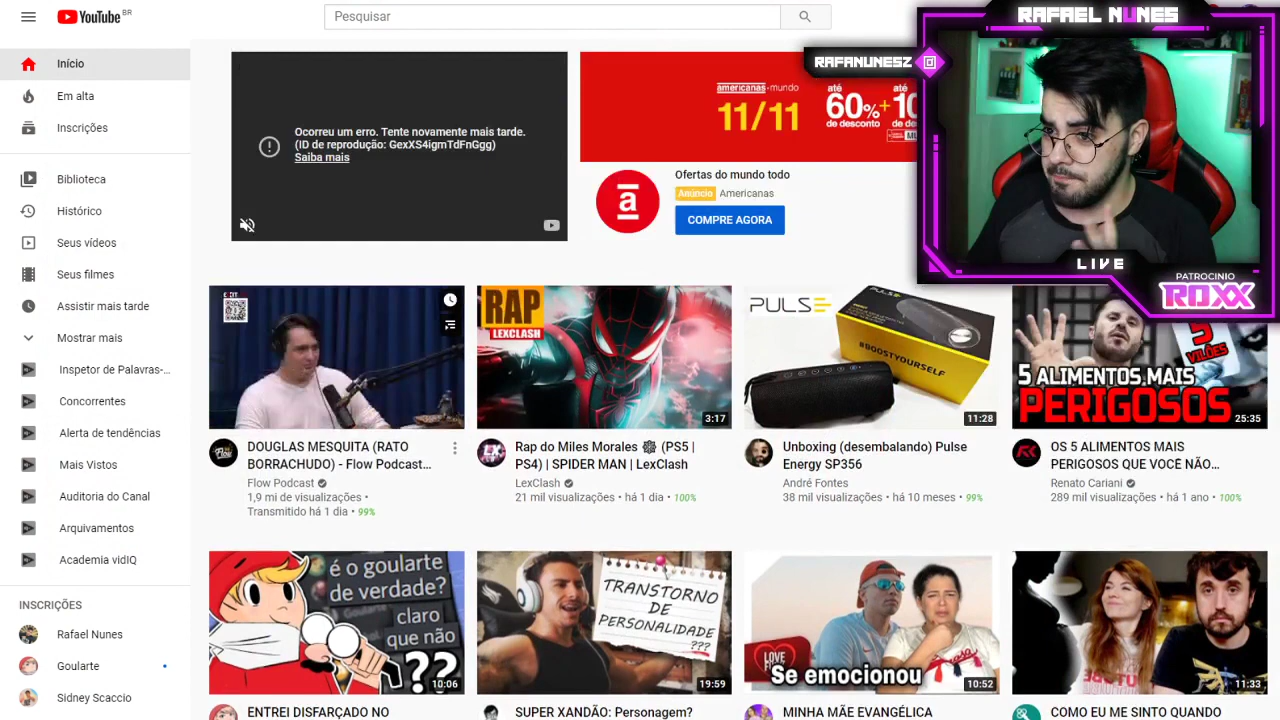 YouTube BR
Pesquisar
RAFAEL NUNES
RAFANUNESZ
LIVE
PATROCINIO
ROXX
Início
Em alta
Inscrições
Biblioteca
Histórico
Seus vídeos
Seus filmes
Assistir mais tarde
Mostrar mais
Inspetor de Palavras-...
Concorrentes
Alerta de tendências
Mais Vistos
Auditoria do Canal
Arquivamentos
Academia vidIQ
INSCRIÇÕES
Rafael Nunes
Goularte
Sidney Scaccio
Ocorreu um erro. Tente novamente mais tarde.
(ID de reprodução: GexXS4igmTdFnGgg)
Saiba mais
americanas mundo
11/11
até
60%
de desconto
+
Ofertas do mundo todo
Anúncio Americanas
COMPRE AGORA
DOUGLAS MESQUITA (RATO
BORRACHUDO) - Flow Podcast...
Flow Podcast
1,9 mi de visualizações •
Transmitido há 1 dia • 99%
RAP
LEXCLASH
3:17
Rap do Miles Morales 🕸 (PS5 |
PS4) | SPIDER MAN | LexClash
LexClash
21 mil visualizações • há 1 dia • 100%
PULSE
#BOOSTYOURSELF
11:28
Unboxing (desembalando) Pulse
Energy SP356
André Fontes
38 mil visualizações • há 10 meses • 99%
5
VILÕES
5 ALIMENTOS MAIS
PERIGOSOS
25:35
OS 5 ALIMENTOS MAIS
PERIGOSOS QUE VOCÊ NÃO...
Renato Cariani
289 mil visualizações • há 1 ano • 100%
é o goularte
de verdade?
Goularte
claro
que não
??
10:06
ENTREI DISFARÇADO NO
TRANSTORNO
DE
PERSONALIDADE
???
19:59
SUPER XANDÃO: Personagem?
Se emocionou
10:52
MINHA MÃE EVANGÉLICA
11:33
COMO EU ME SINTO QUANDO